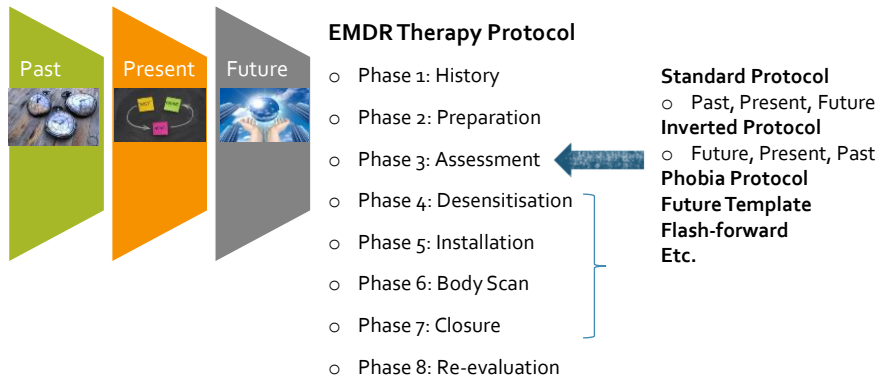 Past
Present
Future
EMDR Therapy Protocol
o Phase 1: History
o Phase 2: Preparation
o Phase 3: Assessment
o Phase 4: Desensitisation
o Phase 5: Installation
o Phase 6: Body Scan
o Phase 7: Closure
o Phase 8: Re-evaluation
Standard Protocol
o Past, Present, Future
Inverted Protocol
o Future, Present, Past
Phobia Protocol
Future Template
Flash-forward
Etc.